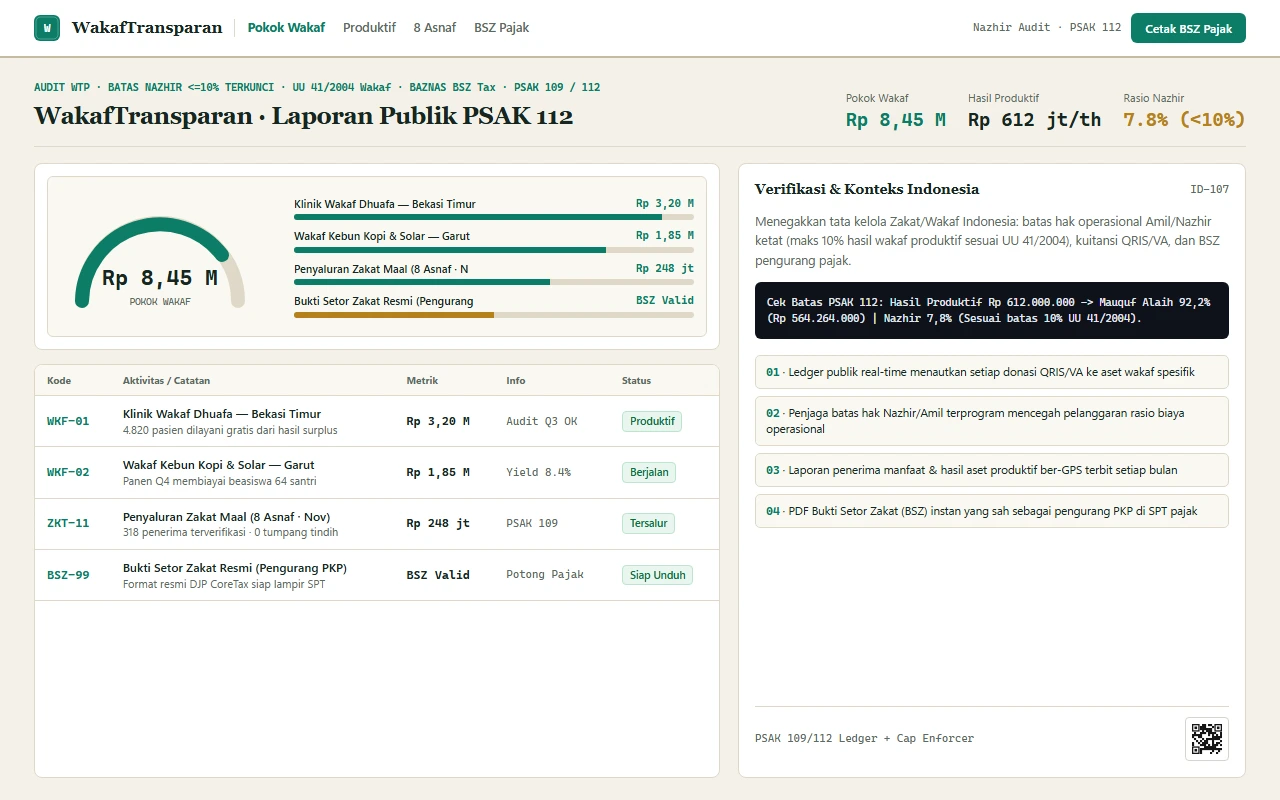 W
WakafTransparan
Pokok Wakaf
Produktif
8 Asnaf
BSZ Pajak
Nazhir Audit · PSAK 112
Cetak BSZ Pajak
AUDIT WTP · BATAS NAZHIR <=10% TERKUNCI · UU 41/2004 Wakaf · BAZNAS BSZ Tax · PSAK 109 / 112
WakafTransparan · Laporan Publik PSAK 112
Pokok Wakaf
Rp 8,45 M
Hasil Produktif
Rp 612 jt/th
Rasio Nazhir
7.8% (<10%)
Rp 8,45 M
POKOK WAKAF
Klinik Wakaf Dhuafa — Bekasi Timur Rp 3,20 M
Wakaf Kebun Kopi & Solar — Garut Rp 1,85 M
Penyaluran Zakat Maal (8 Asnaf · N Rp 248 jt
Bukti Setor Zakat Resmi (Pengurang BSZ Valid
Kode Aktivitas / Catatan Metrik Info Status
WKF-01 Klinik Wakaf Dhuafa — Bekasi Timur Rp 3,20 M Audit Q3 OK Produktif
4.820 pasien dilayani gratis dari hasil surplus
WKF-02 Wakaf Kebun Kopi & Solar — Garut Rp 1,85 M Yield 8.4% Berjalan
Panen Q4 membiayai beasiswa 64 santri
ZKT-11 Penyaluran Zakat Maal (8 Asnaf · Nov) Rp 248 jt PSAK 109 Tersalur
318 penerima terverifikasi · 0 tumpang tindih
BSZ-99 Bukti Setor Zakat Resmi (Pengurang PKP) BSZ Valid Potong Pajak Siap Unduh
Format resmi DJP CoreTax siap lampir SPT
Verifikasi & Konteks Indonesia
ID-107
Menegakkan tata kelola Zakat/Wakaf Indonesia: batas hak operasional Amil/Nazhir
ketat (maks 10% hasil wakaf produktif sesuai UU 41/2004), kuitansi QRIS/VA, dan BSZ
pengurang pajak.
Cek Batas PSAK 112: Hasil Produktif Rp 612.000.000 -> Mauquf Alaih 92,2%
(Rp 564.264.000) | Nazhir 7,8% (Sesuai batas 10% UU 41/2004).
01 · Ledger publik real-time menautkan setiap donasi QRIS/VA ke aset wakaf spesifik
02 · Penjaga batas hak Nazhir/Amil terprogram mencegah pelanggaran rasio biaya
operasional
03 · Laporan penerima manfaat & hasil aset produktif ber-GPS terbit setiap bulan
04 · PDF Bukti Setor Zakat (BSZ) instan yang sah sebagai pengurang PKP di SPT pajak
PSAK 109/112 Ledger + Cap Enforcer